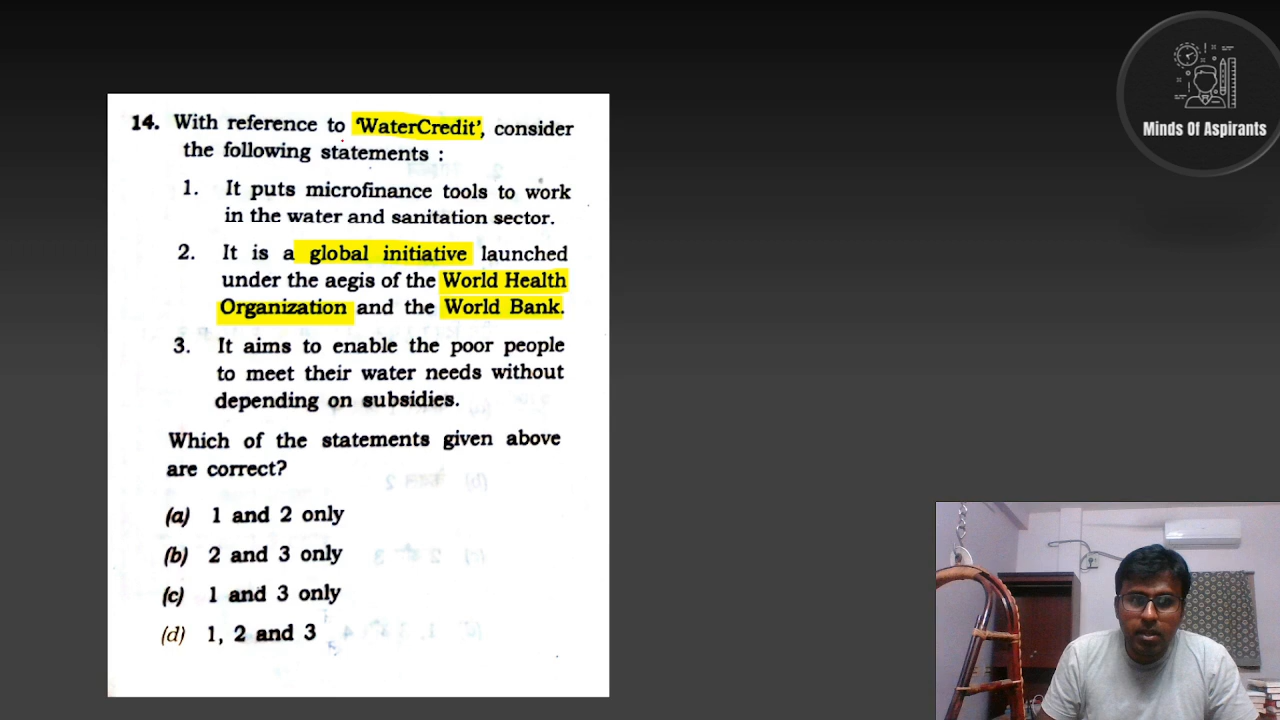 Minds Of Aspirants
14. With reference to 'WaterCredit', consider
the following statements :
1. It puts microfinance tools to work
in the water and sanitation sector.
2. It is a global initiative launched
under the aegis of the World Health
Organization and the World Bank.
3. It aims to enable the poor people
to meet their water needs without
depending on subsidies.
Which of the statements given above
are correct?
(a) 1 and 2 only
(b) 2 and 3 only
(c) 1 and 3 only
(d) 1, 2 and 3